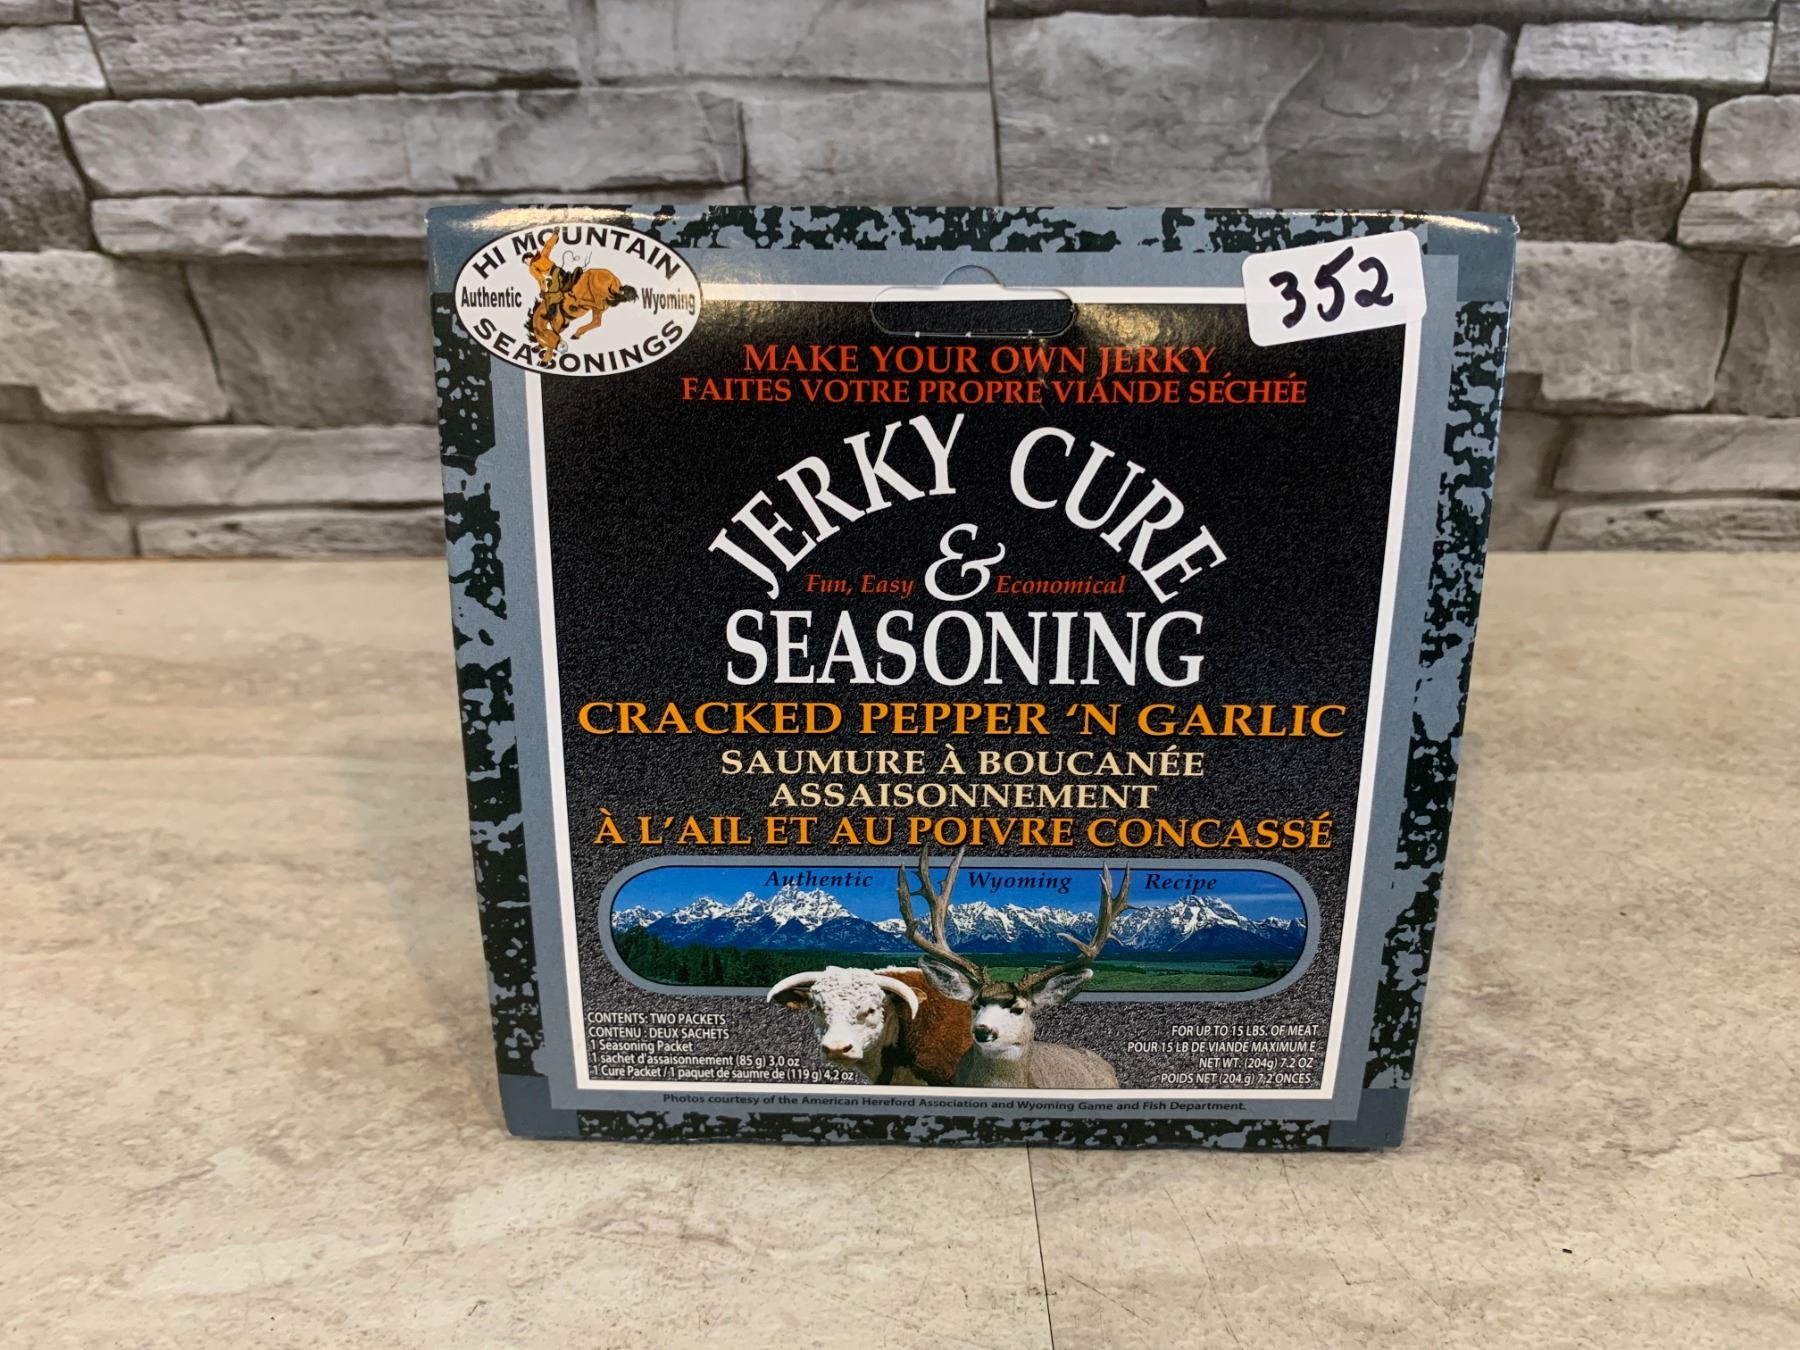 HI MOUNTAIN
Authentic Wyoming
SEASONINGS
352
MAKE YOUR OWN JERKY
FAITES VOTRE PROPRE VIANDE SÉCHÉE
JERKY CURE
Fun, Easy & Economical
SEASONING
CRACKED PEPPER ‘N GARLIC
SAUMURE À BOUCANÉE
ASSAISONNEMENT
À L’AIL ET AU POIVRE CONCASSÉ
Authentic Wyoming Recipe
CONTENTS: TWO PACKETS
CONTENU : DEUX SACHETS
1 Seasoning Packet
1 sachet d'assaisonnement (85 g) 3,0 oz
1 Cure Packet / 1 paquet de saumre de (119 g) 4,2 oz
FOR UP TO 15 LBS. OF MEAT
POUR 15 LB DE VIANDE MAXIMUM E
NET WT. (204g) 7.2 OZ
POIDS NET (204 g) 7,2 ONCES
Photos courtesy of the American Hereford Association and Wyoming Game and Fish Department.